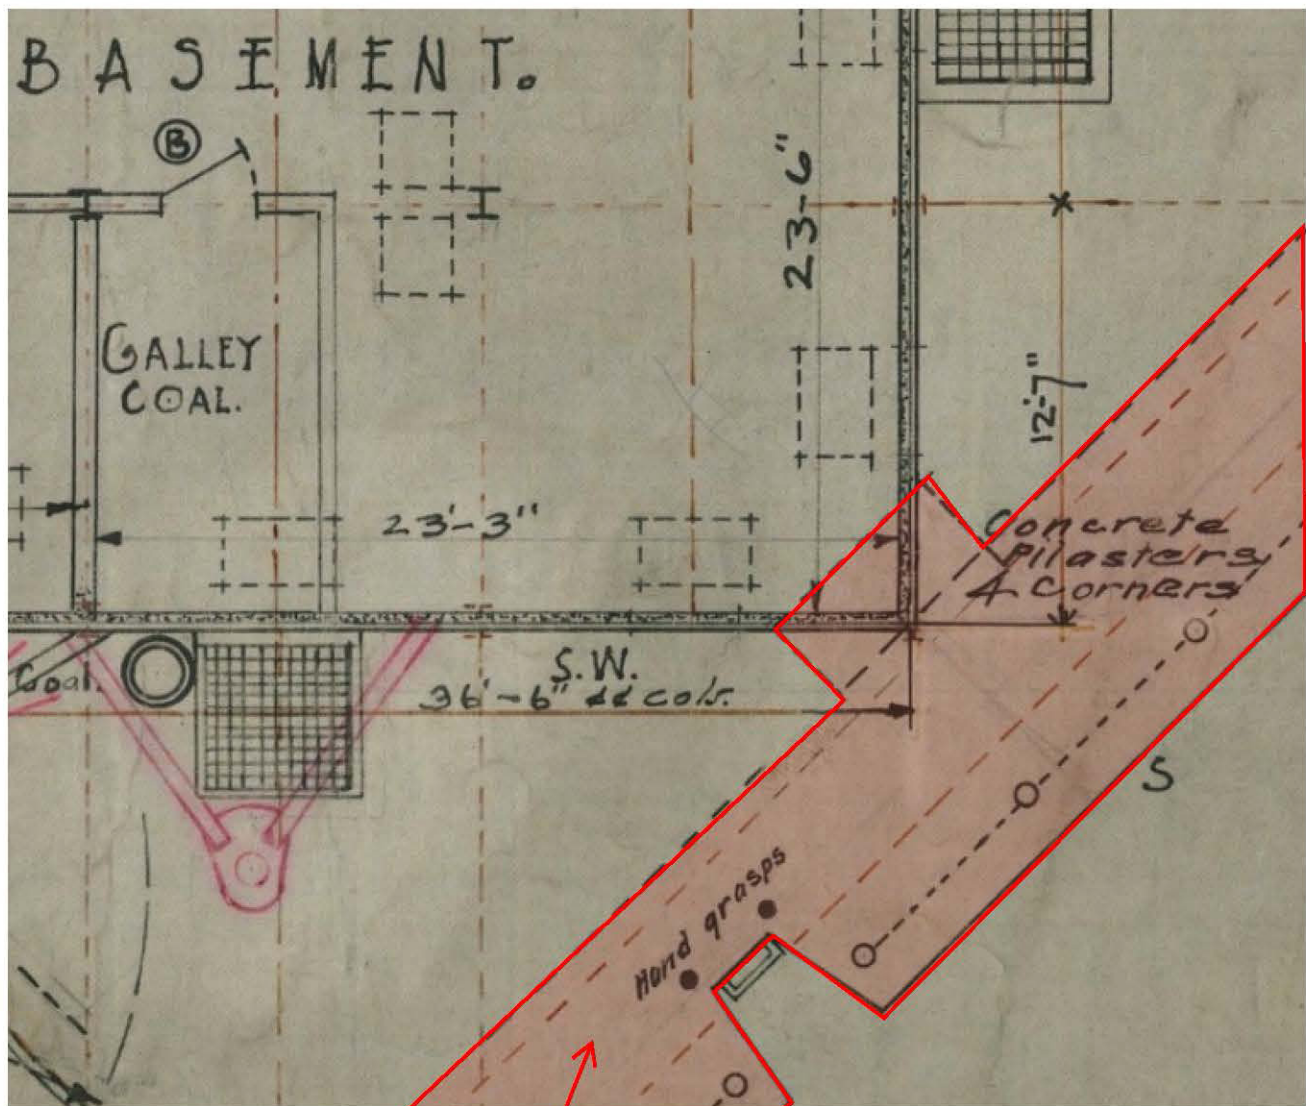 BASEMENT.
B
23-6"
GALLEY
COAL.
12'-7"
23'-3"
Concrete
Pilasters
4 Corners
Coal.
S.W.
36'-6" cols.
S
Hand grasps